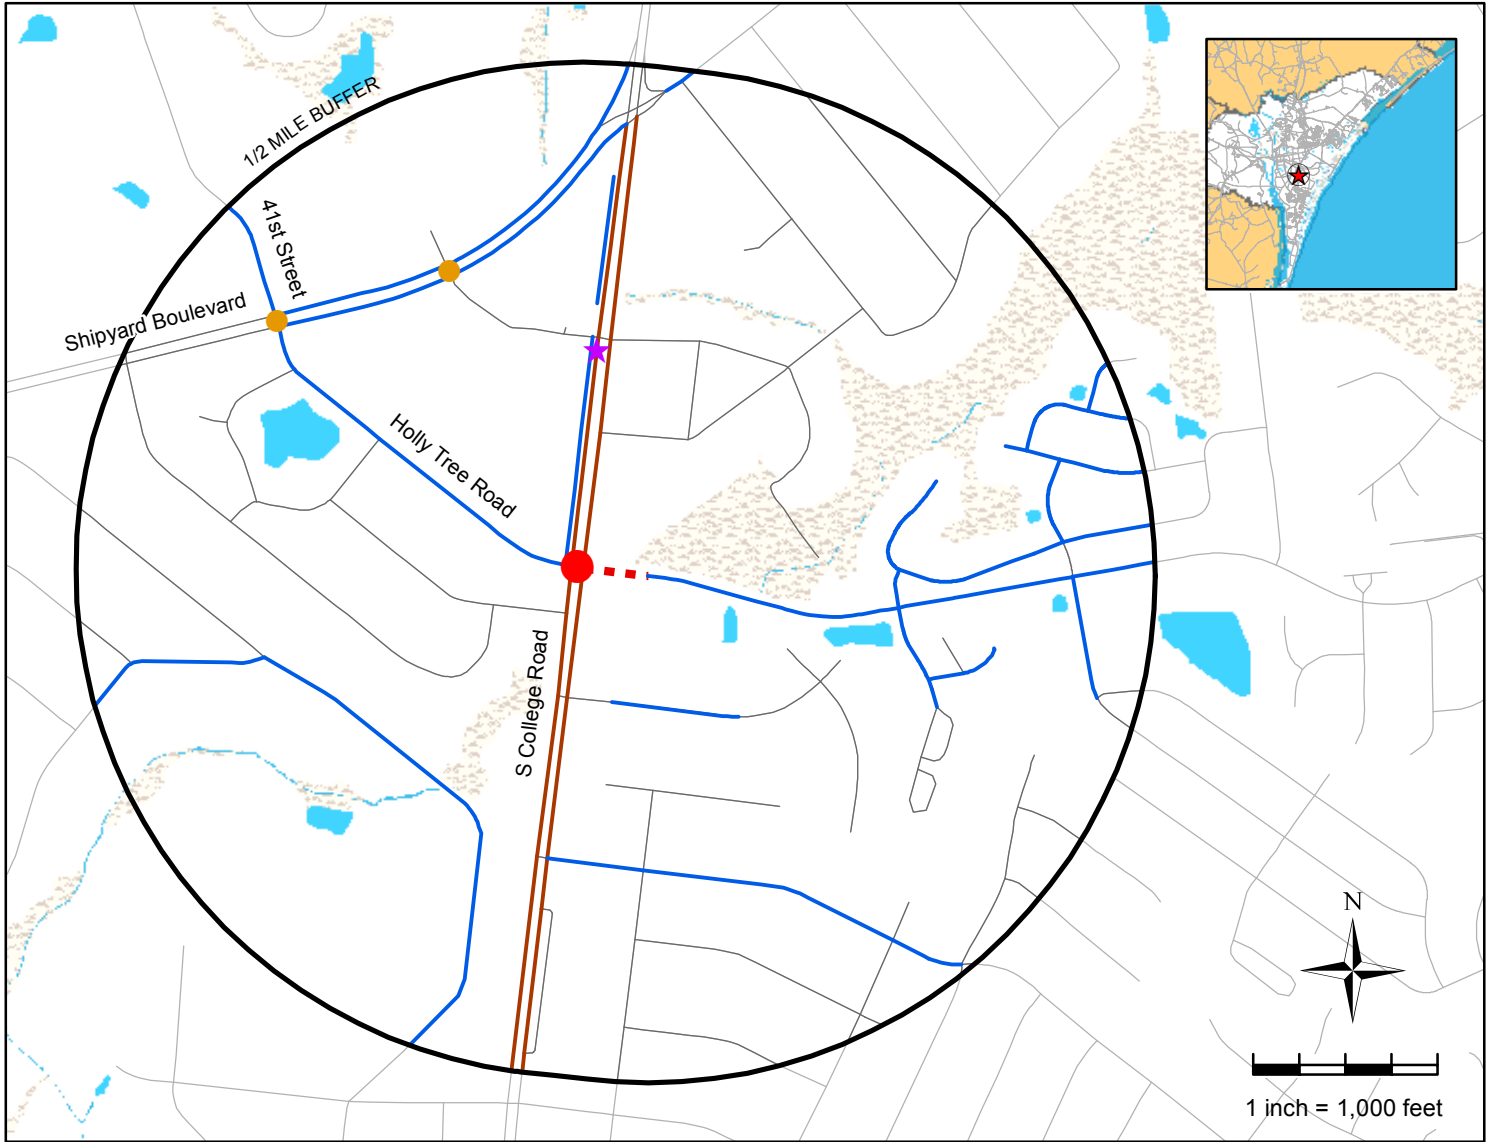 1/2 MILE BUFFER
41st Street
Shipyard Boulevard
Holly Tree Road
S College Road
N
1 inch = 1,000 feet